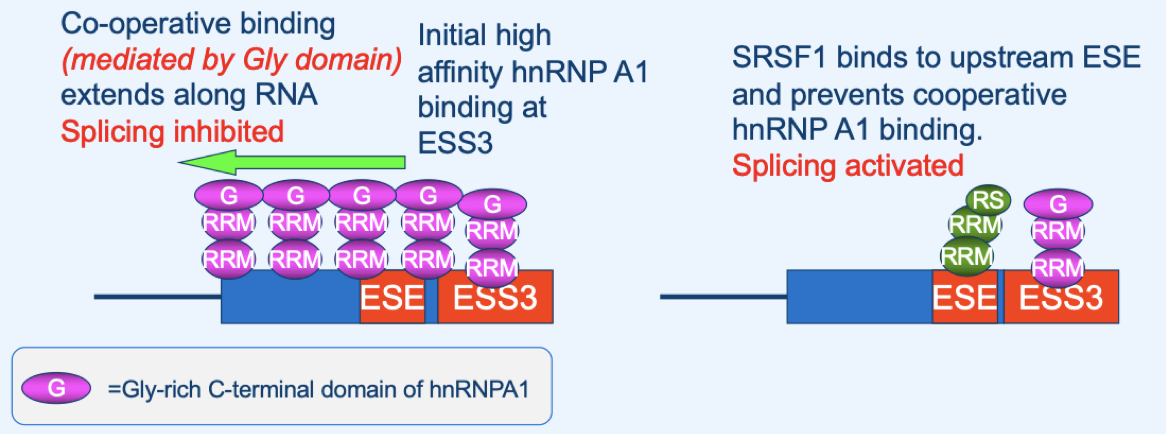 Co-operative binding
(mediated by Gly domain)
extends along RNA
Splicing inhibited
Initial high
affinity hnRNP A1
binding at
ESS3
G G G G G
RRM RRM RRM RRM RRM
RRM RRM RRM RRM RRM
ESE ESS3
SRSF1 binds to upstream ESE
and prevents cooperative
hnRNP A1 binding.
Splicing activated
RS G
RRM RRM
RRM RRM
ESE ESS3
G =Gly-rich C-terminal domain of hnRNPA1